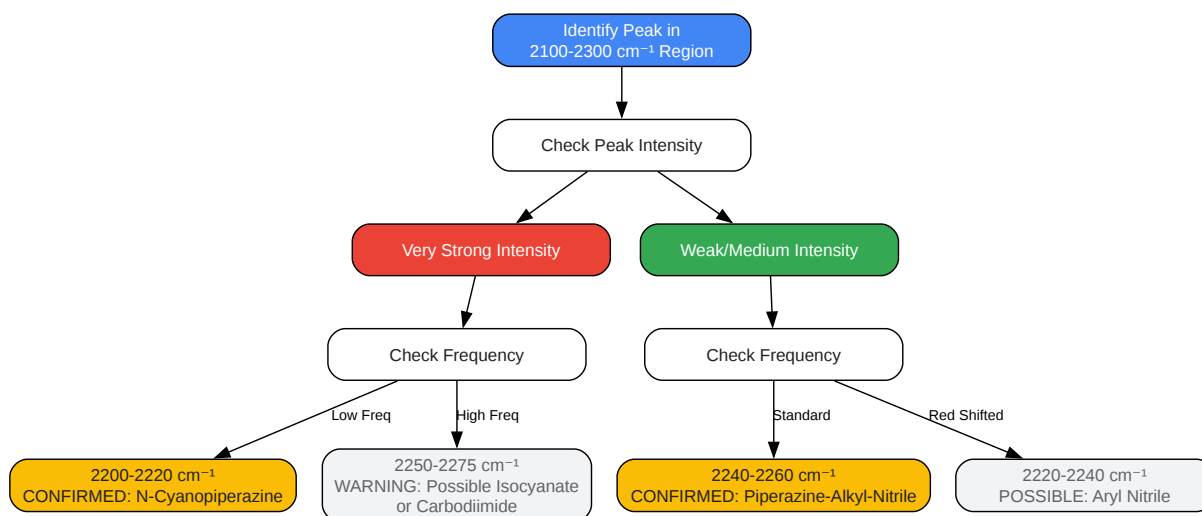 Identify Peak in
2100-2300 cm⁻¹ Region
Check Peak Intensity
Very Strong Intensity
Weak/Medium Intensity
Check Frequency
Check Frequency
Low Freq
High Freq
Standard
Red Shifted
2200-2220 cm⁻¹
CONFIRMED: N-Cyanopiperazine
2250-2275 cm⁻¹
WARNING: Possible Isocyanate
or Carbodiimide
2240-2260 cm⁻¹
CONFIRMED: Piperazine-Alkyl-Nitrile
2220-2240 cm⁻¹
POSSIBLE: Aryl Nitrile